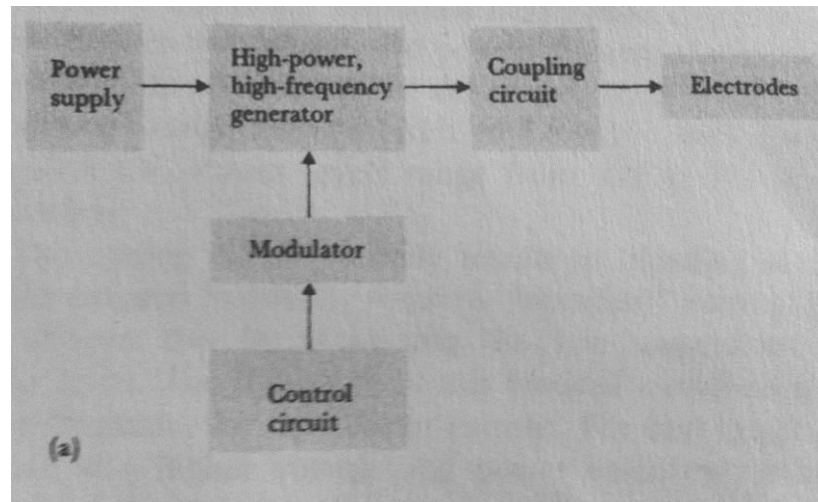 Power
supply
High-power,
high-frequency
generator
Coupling
circuit
Electrodes
Modulator
Control
circuit
(a)